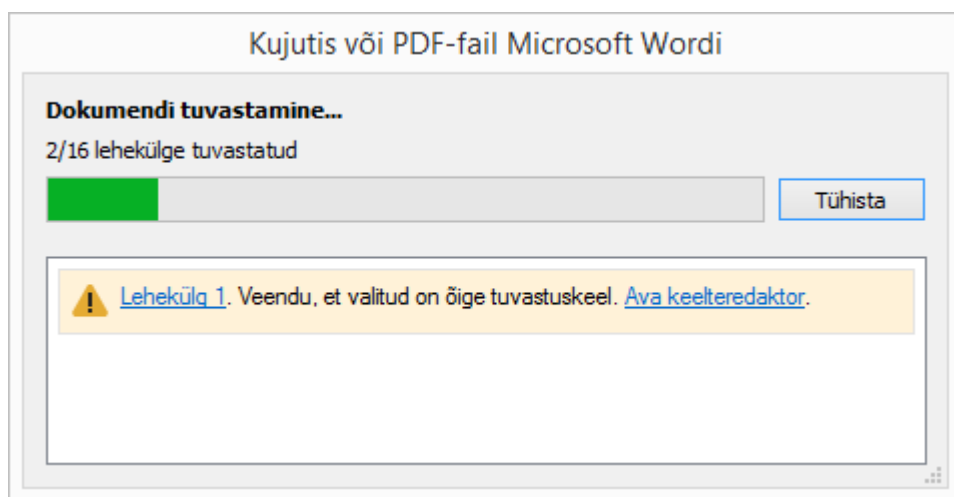 Kujutis või PDF-fail Microsoft Wordi
Dokumendi tuvastamine...
2/16 lehekülge tuvastatud
Tühista
Lehekülg 1. Veendu, et valitud on õige tuvastuskeel. Ava keelteredaktor.